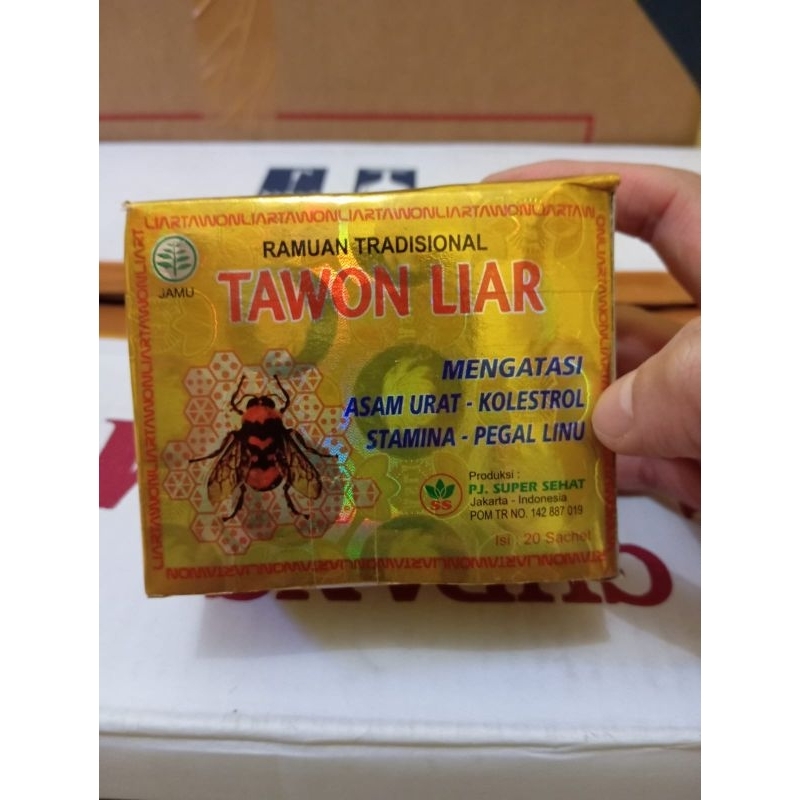 LIARTAWONLIARTAWONLIARTAWONLIARTAWONLIARTAW
RAMUAN TRADISIONAL
JAMU
TAWON LIAR
MENGATASI
ASAM URAT - KOLESTROL
STAMINA - PEGAL LINU
Produksi :
PJ. SUPER SEHAT
Jakarta - Indonesia
POM TR NO. 142 887 019
SS
Isi : 20 Sachet